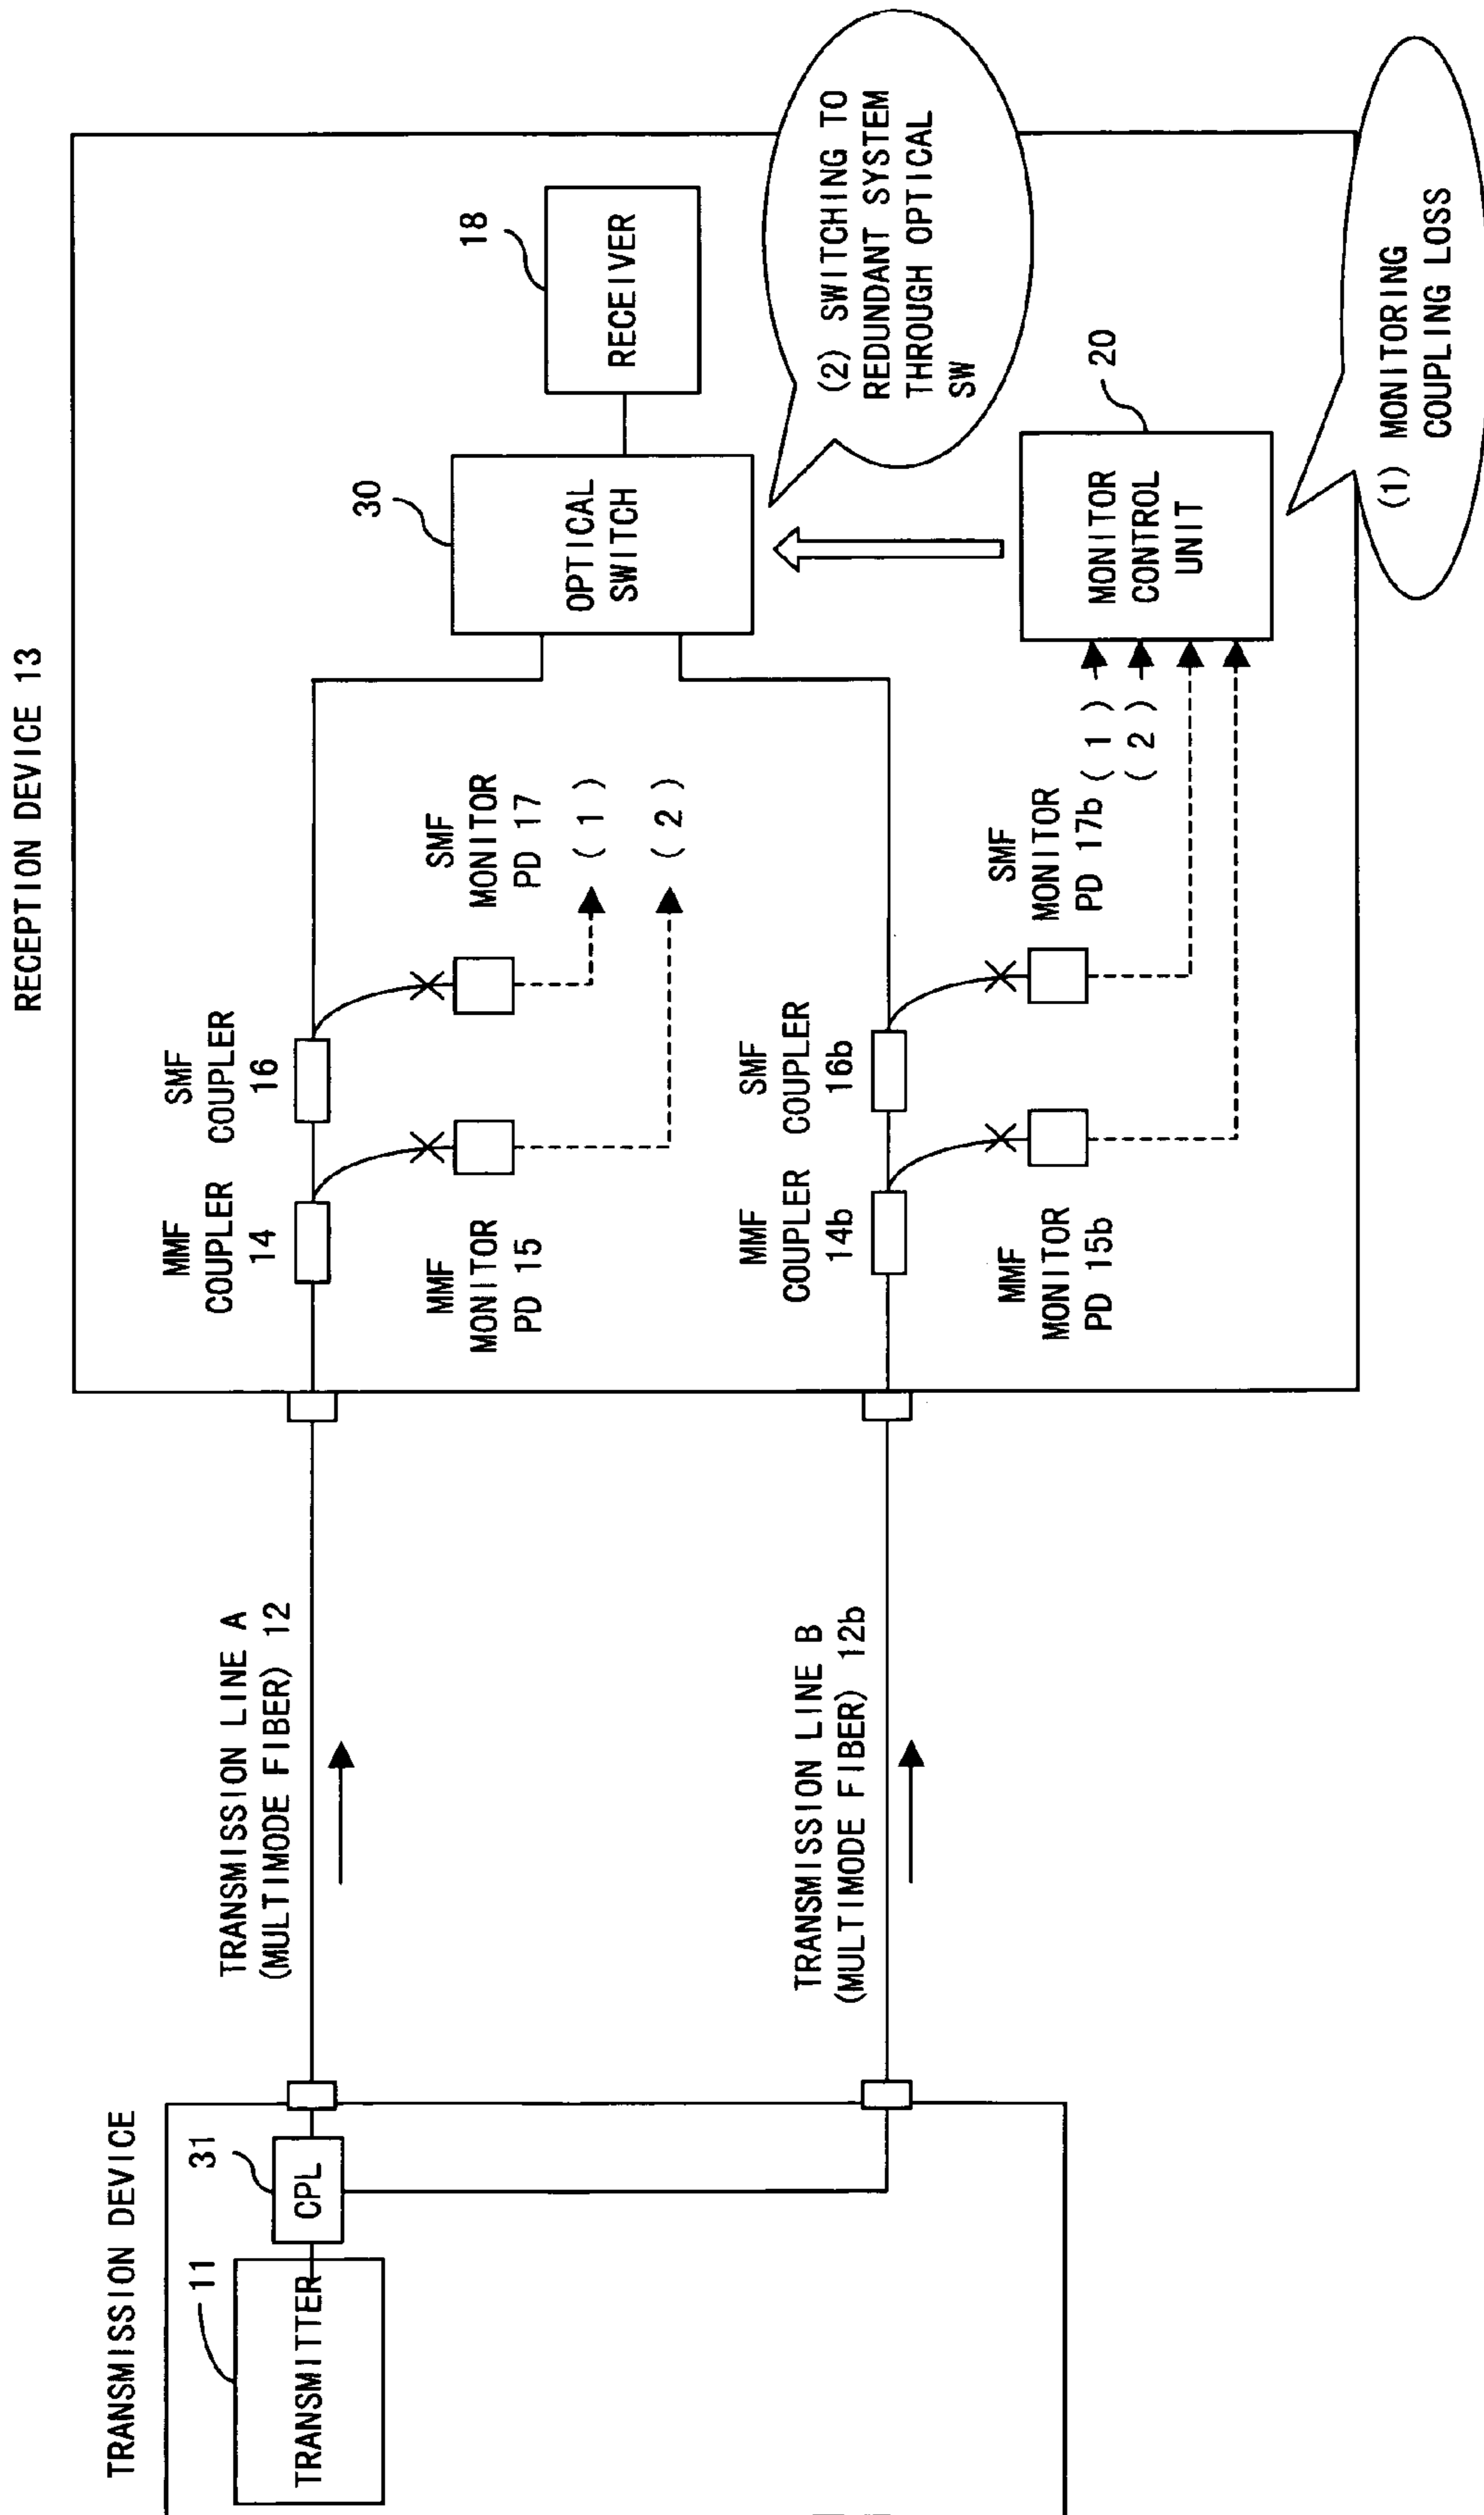 RECEPTION DEVICE 13
TRANSMISSION DEVICE
11
TRANSMITTER
31
CPL
TRANSMISSION LINE A
(MULTIMODE FIBER) 12
TRANSMISSION LINE B
(MULTIMODE FIBER) 12b
MMF
COUPLER
14
SMF
COUPLER
16
MMF
MONITOR
PD 15
SMF
MONITOR
PD 17
(1)
(2)
MMF
COUPLER
14b
SMF
COUPLER
16b
MMF
MONITOR
PD 15b
SMF
MONITOR
PD 17b
(1)
(2)
30
OPTICAL
SWITCH
18
RECEIVER
20
MONITOR
CONTROL
UNIT
(2) SWITCHING TO
REDUNDANT SYSTEM
THROUGH OPTICAL
SW
(1) MONITORING
COUPLING LOSS